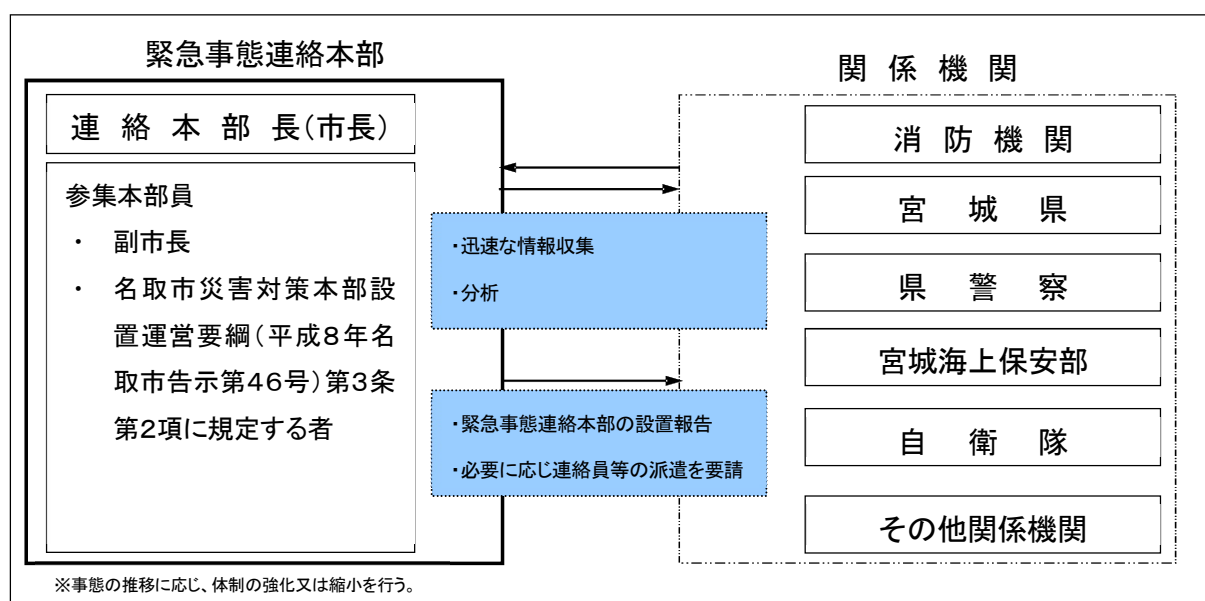 緊急事態連絡本部
連絡本部長(市長)
参集本部員
・ 副市長
・ 名取市災害対策本部設
置運営要綱(平成8年名
取市告示第46号)第3条
第2項に規定する者
・迅速な情報収集
・分析
・緊急事態連絡本部の設置報告
・必要に応じ連絡員等の派遣を要請
関係機関
消防機関
宮城県
県警察
宮城海上保安部
自衛隊
その他関係機関
※事態の推移に応じ、体制の強化又は縮小を行う。